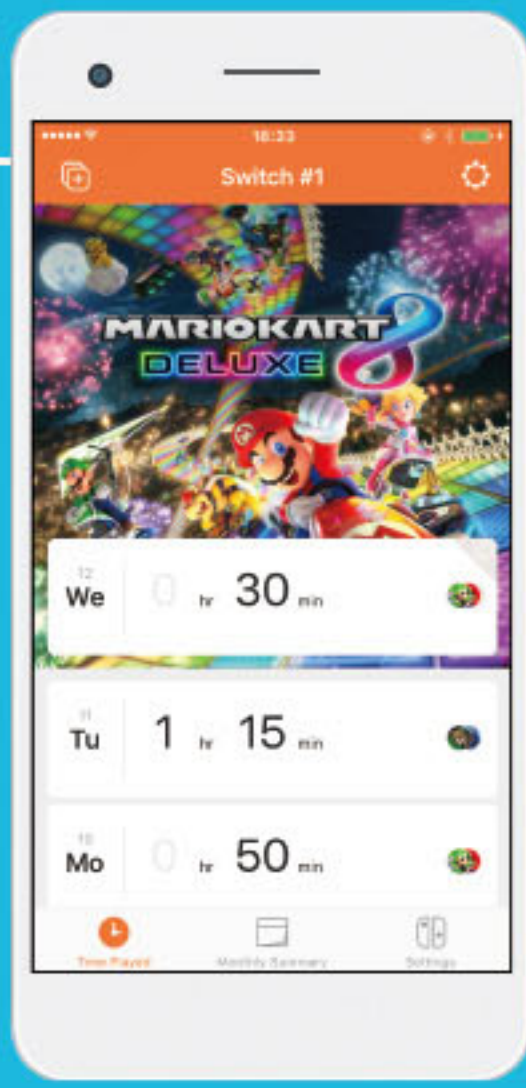 18:33
Switch #1
MARIOKART 8
DELUXE
12
We
0 hr 30 min
11
Tu
1 hr 15 min
10
Mo
0 hr 50 min
Time Played
Monthly Summary
Settings